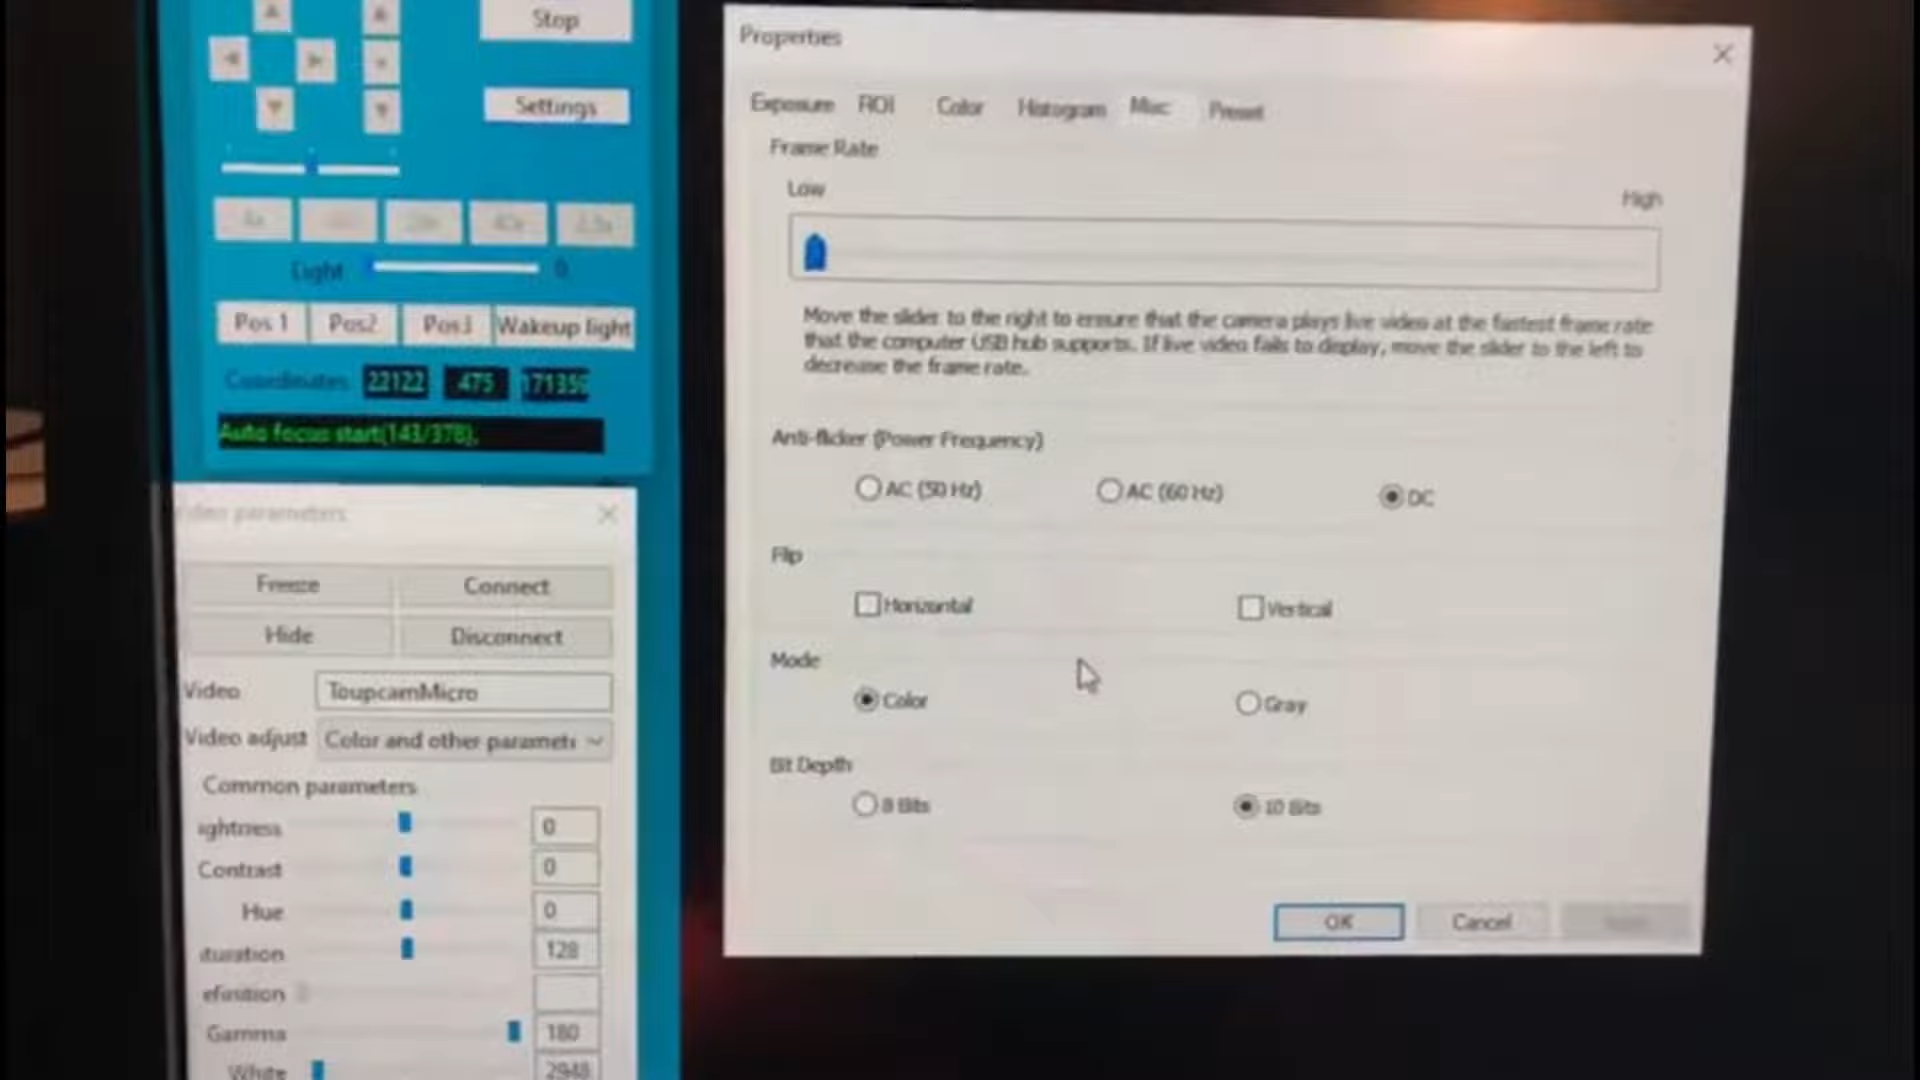 Stop
Settings
Light 0
Pos 1 Pos2 Pos3 Wakeup light
Coordinates 22122 475
Auto focus start(143/378),
parameters
Freeze Connect
Hide Disconnect
Video ToupcamMicro
Video adjust Color and other paramet
Common parameters
ightness 0
Contrast 0
Hue 0
turation 128
efinition
Gamma 180
White 2948
Properties
Exposure ROI Color Histogram Misc Preset
Frame Rate
Low High
Move the slider to the right to ensure that the camera plays live video at the fastest frame rate
that the computer USB hub supports. If live video fails to display, move the slider to the left to
decrease the frame rate.
Anti-flicker (Power Frequency)
AC (50 Hz) AC (60 Hz) DC
Flip
Horizontal Vertical
Mode
Color Gray
Bit Depth
8 Bits 10 Bits
OK Cancel